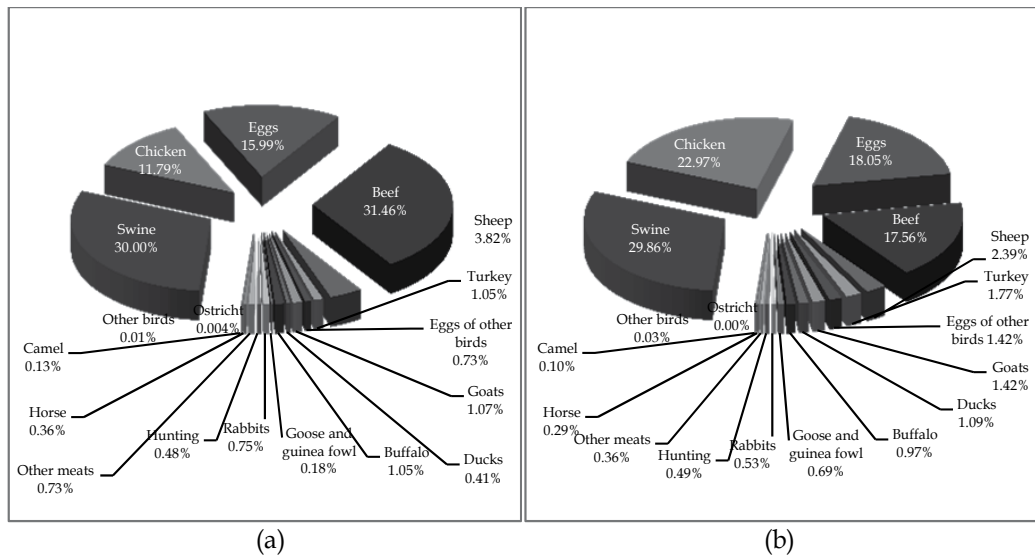 Eggs
15.99%
Chicken
11.79%
Beef
31.46%
Swine
30.00%
Sheep
3.82%
Turkey
1.05%
Ostricht
0.004%
Other birds
0.01%
Eggs of other
birds
0.73%
Camel
0.13%
Goats
1.07%
Horse
0.36%
Hunting
0.48%
Rabbits
0.75%
Goose and
guinea fowl
0.18%
Buffalo
1.05%
Ducks
0.41%
Other meats
0.73%
(a)
Chicken
22.97%
Eggs
18.05%
Beef
17.56%
Swine
29.86%
Sheep
2.39%
Turkey
1.77%
Ostricht
0.00%
Other birds
0.03%
Eggs of other
birds 1.42%
Camel
0.10%
Goats
1.42%
Ducks
1.09%
Horse
0.29%
Other meats
0.36%
Hunting
0.49%
Rabbits
0.53%
Goose and
guinea fowl
0.69%
Buffalo
0.97%
(b)